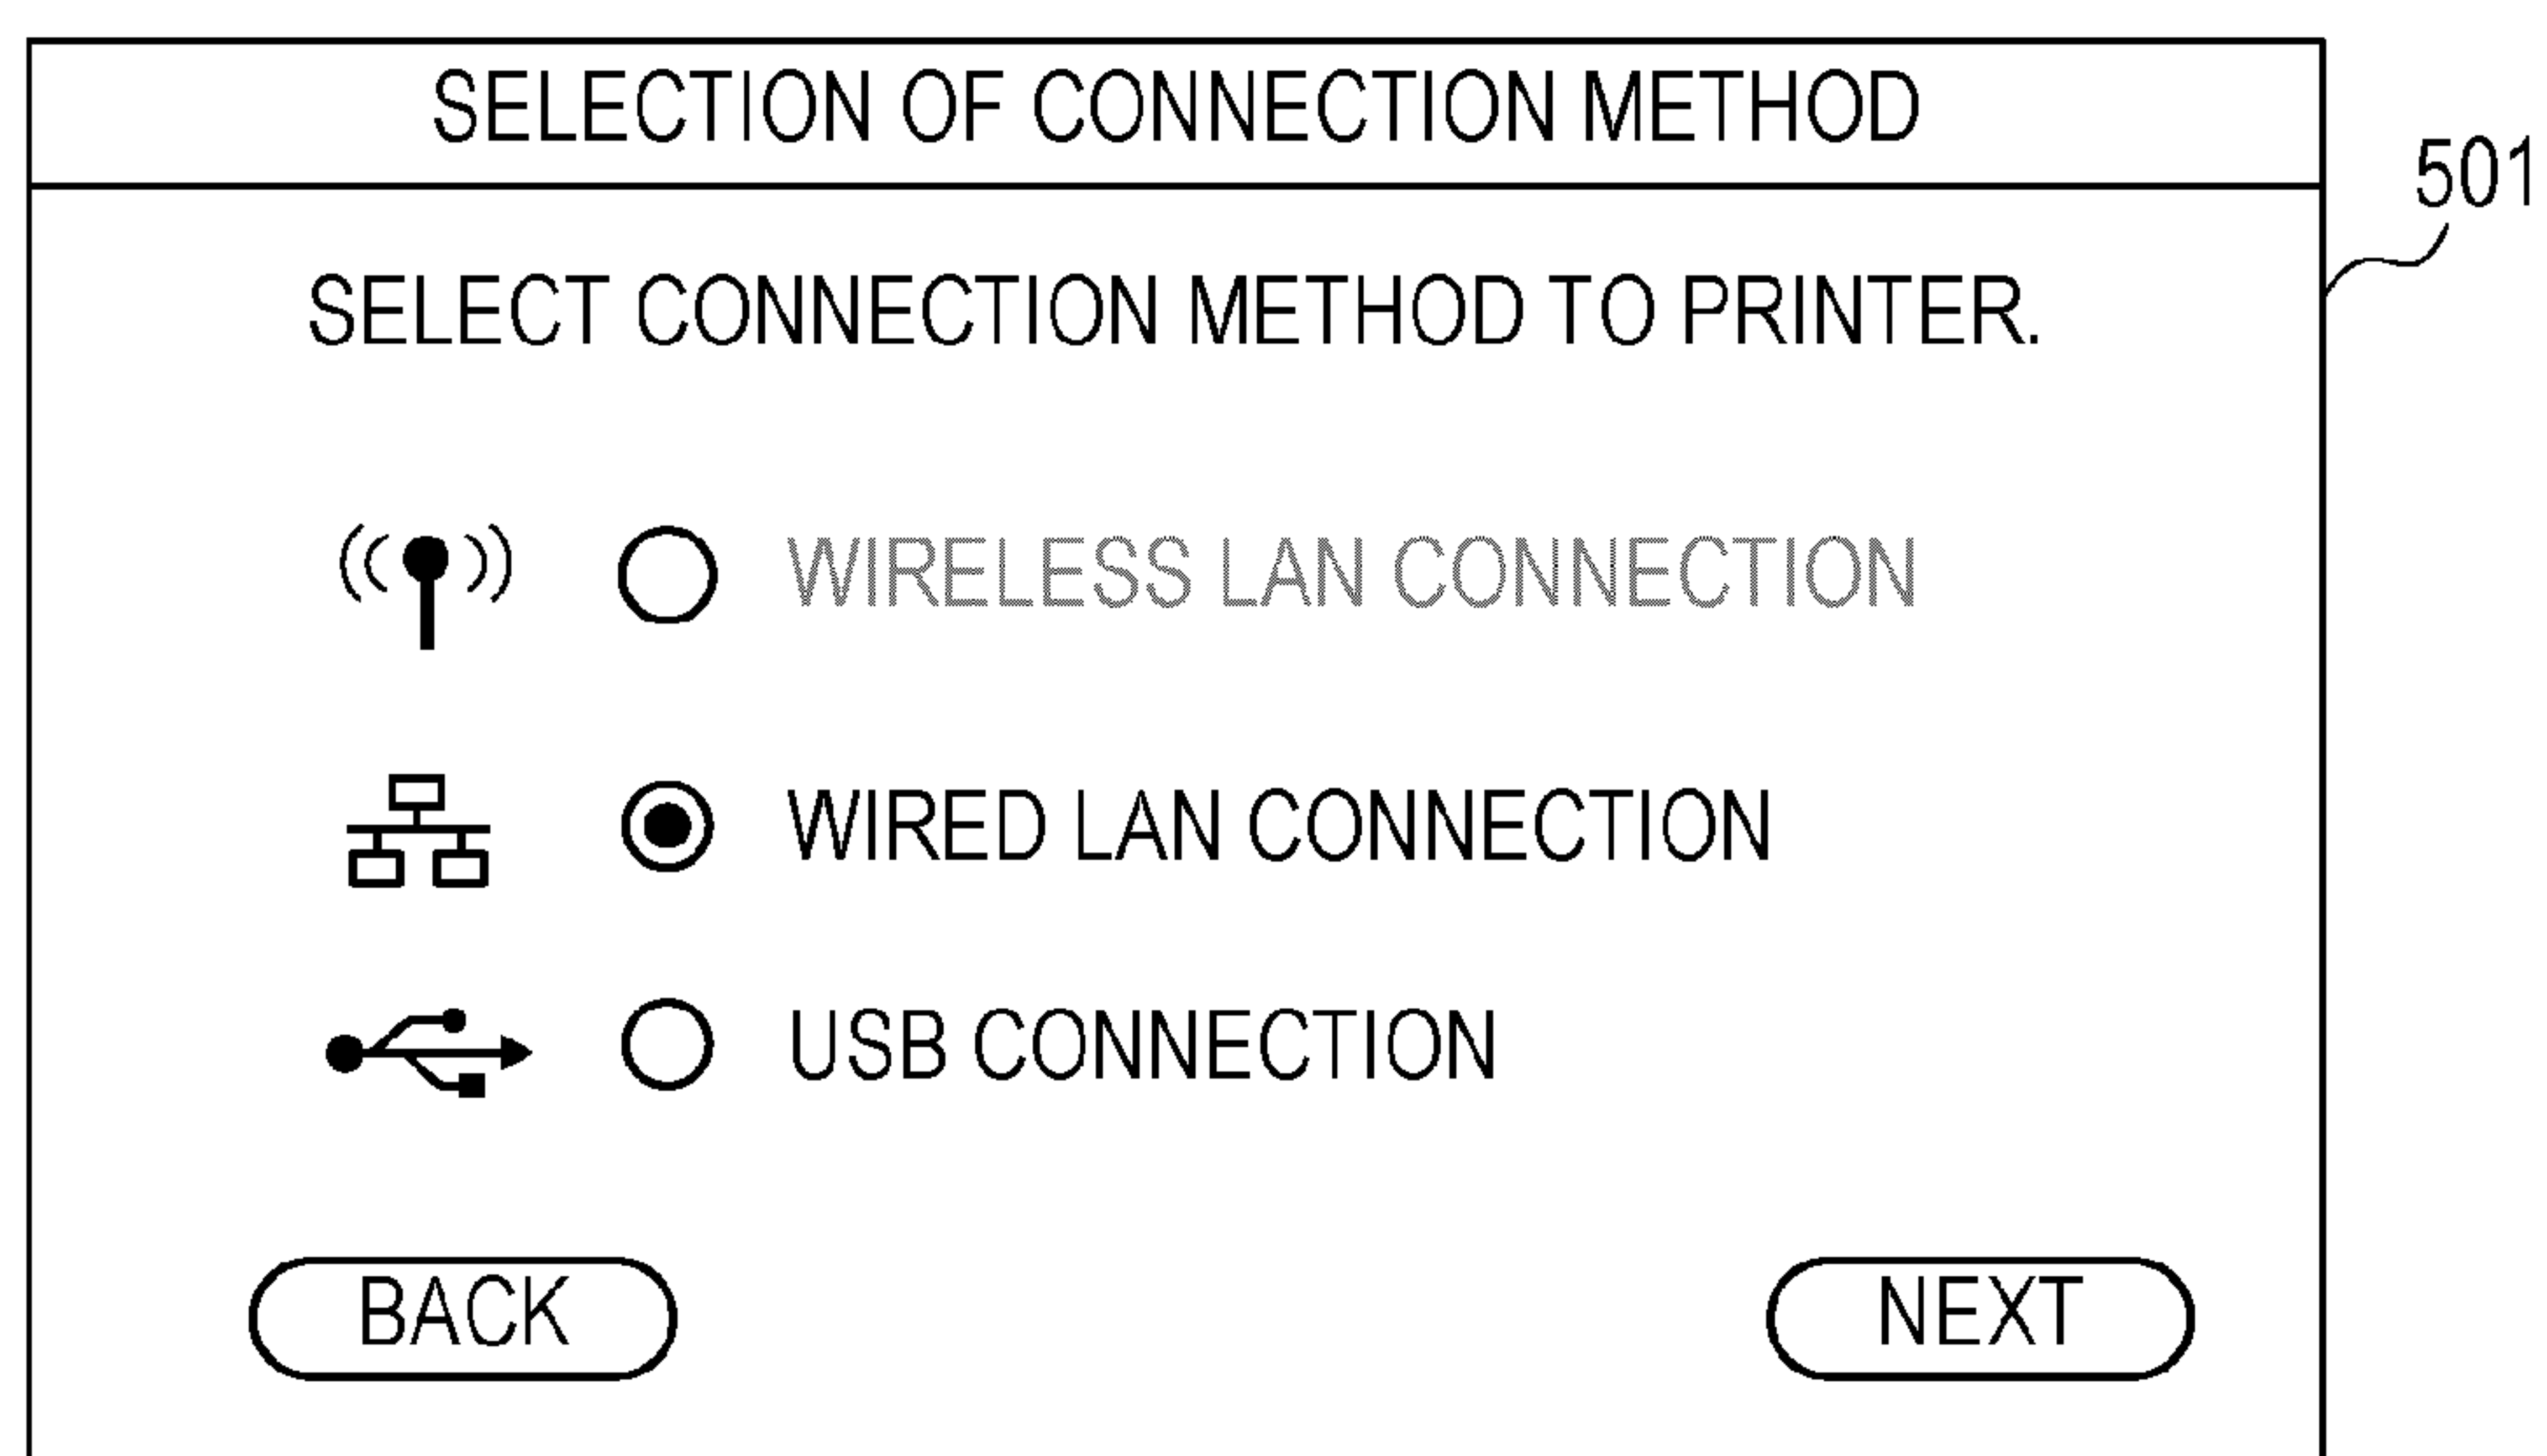 SELECTION OF CONNECTION METHOD
501
SELECT CONNECTION METHOD TO PRINTER.
WIRELESS LAN CONNECTION
WIRED LAN CONNECTION
USB CONNECTION
BACK
NEXT